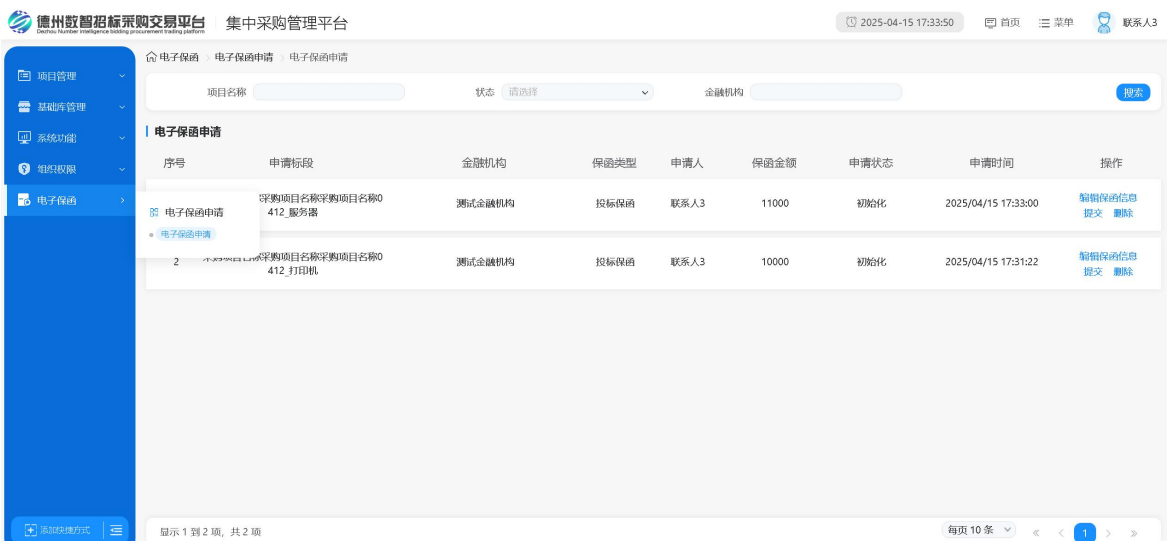 德州数智招标采购交易平台
Dezhou Number intelligence bidding procurement trading platform
集中采购管理平台
2025-04-15 17:33:50
首页
菜单
联系人3
项目管理
基础库管理
系统功能
组织权限
电子保函
电子保函申请
电子保函申请
添加快捷方式
电子保函 > 电子保函申请 > 电子保函申请
项目名称
状态 请选择
金融机构
搜索
电子保函申请
序号 申请标段 金融机构 保函类型 申请人 保函金额 申请状态 申请时间 操作
采购项目名称采购项目名称0
412_服务器
测试金融机构 投标保函 联系人3 11000 初始化 2025/04/15 17:33:00
编辑保函信息
提交 删除
2
采购项目名称采购项目名称采购项目名称0
412_打印机
测试金融机构 投标保函 联系人3 10000 初始化 2025/04/15 17:31:22
编辑保函信息
提交 删除
显示 1 到 2 项, 共 2 项
每页 10 条
« < 1 > »